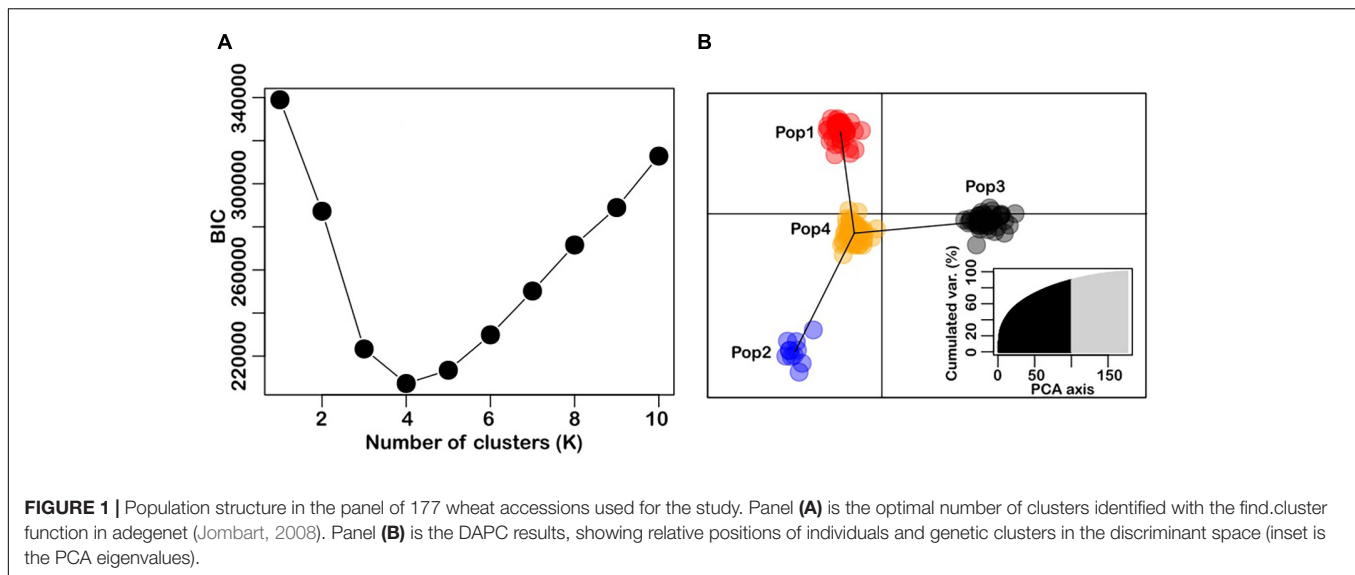 A
B
BIC
340000
300000
260000
220000
2 4 6 8 10
Number of clusters (K)
Pop1
Pop3
Pop4
Pop2
Cumulated var. (%)
100
60
20
0
0 50 150
PCA axis
FIGURE 1 | Population structure in the panel of 177 wheat accessions used for the study. Panel (A) is the optimal number of clusters identified with the find.cluster
function in adegenet (Jombart, 2008). Panel (B) is the DAPC results, showing relative positions of individuals and genetic clusters in the discriminant space (inset is
the PCA eigenvalues).